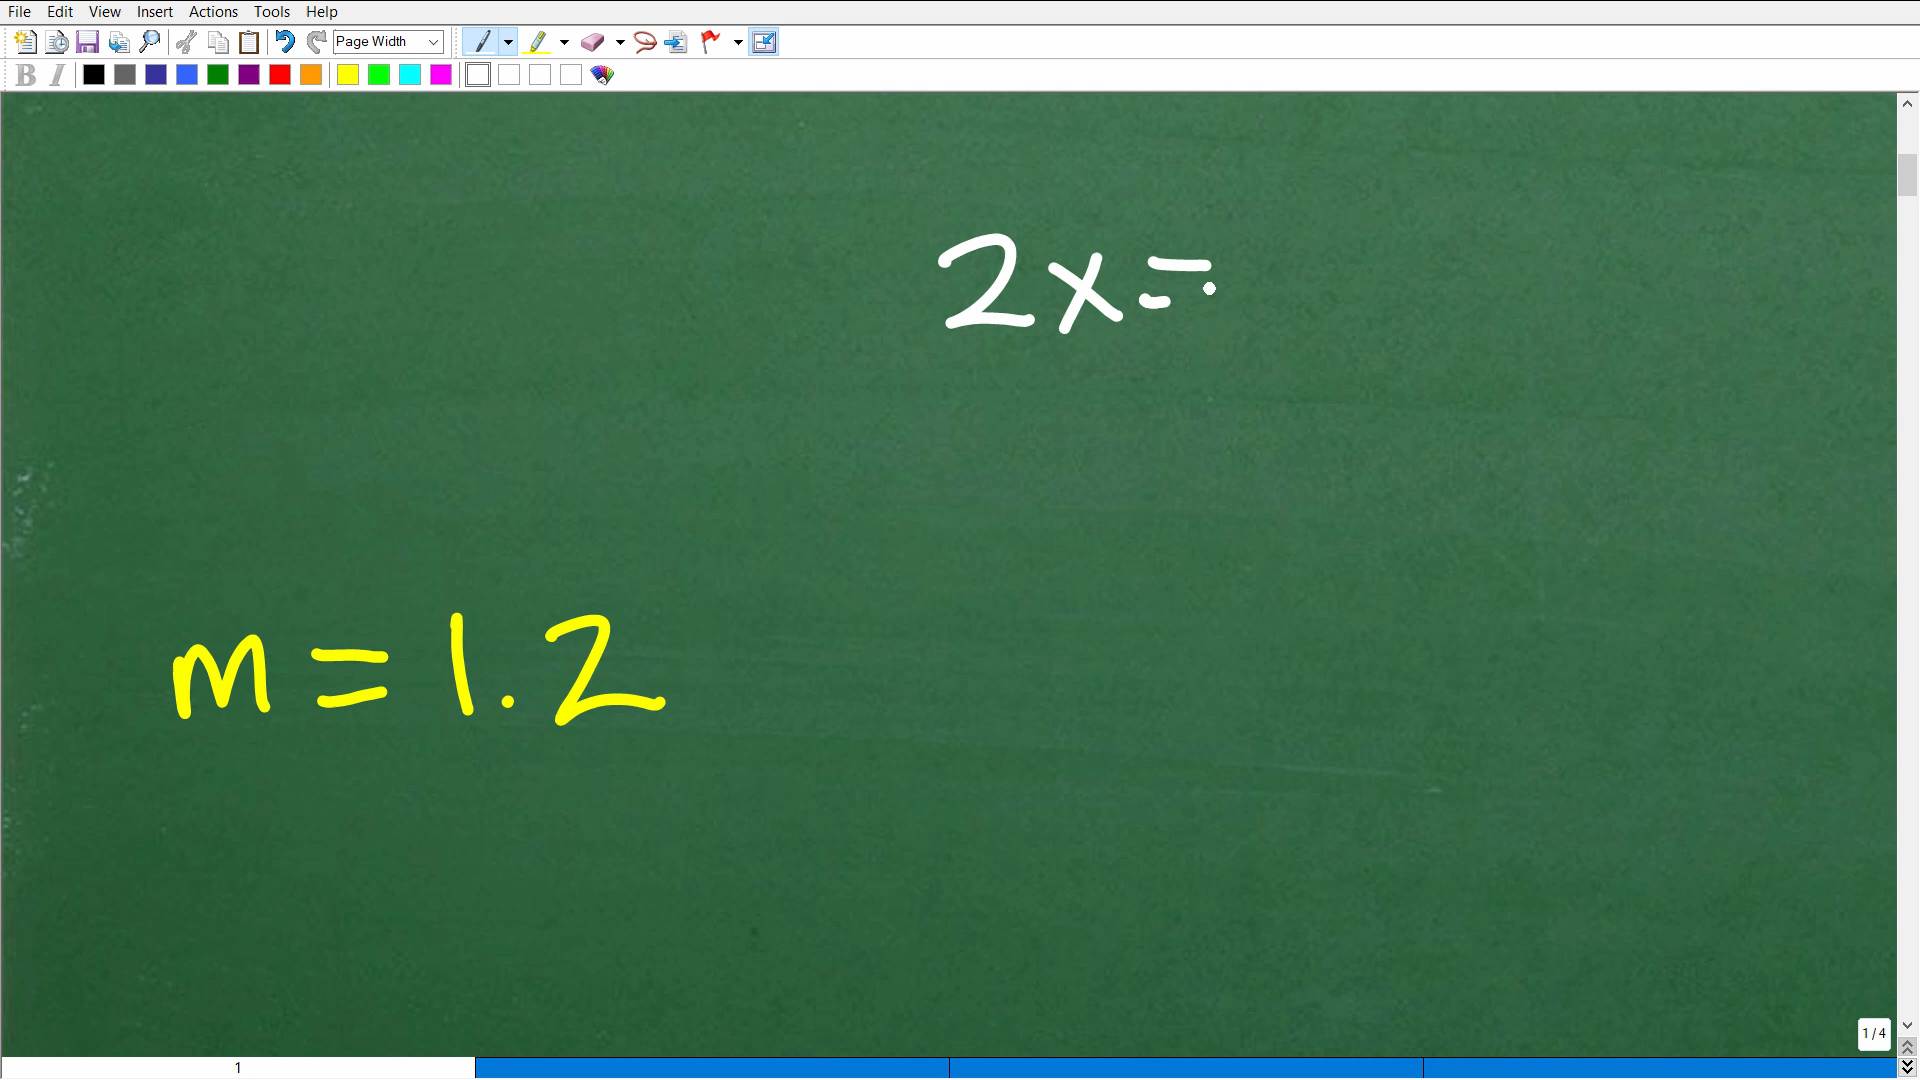 File Edit View Insert Actions Tools Help
Page Width
B I
2x=
m = 1.2
1 / 4
1